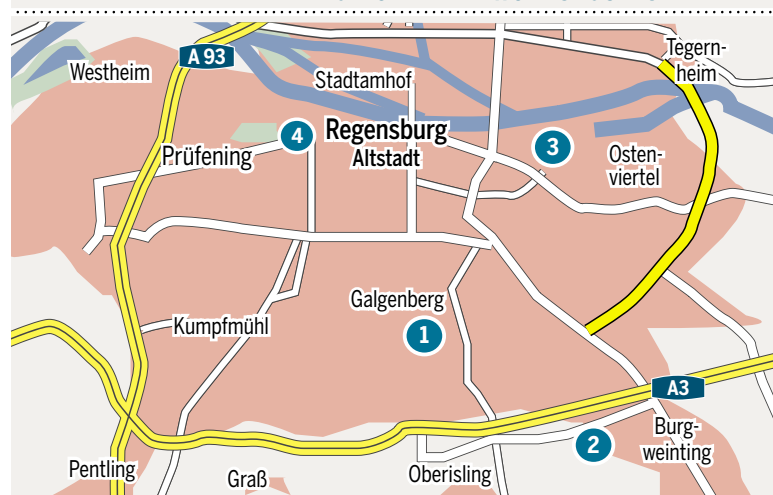 A 93
Tegern-
heim
Westheim
Stadtamhof
Regensburg
Altstadt
4
3
Prüfening
Osten-
viertel
Galgenberg
Kumpfmühl
1
A3
2
Burg-
weinting
Pentling
Graß
Oberisling